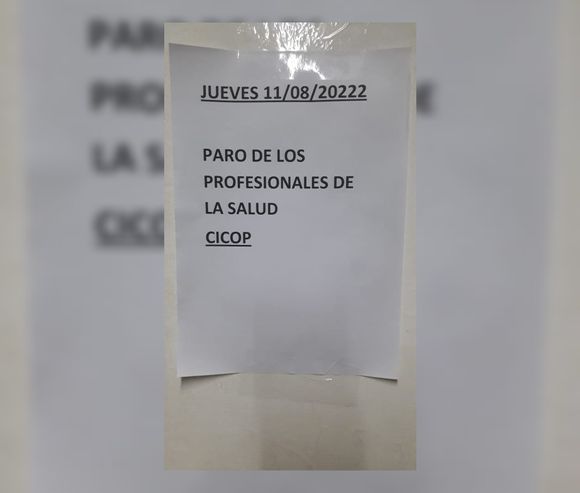 JUEVES 11/08/20222
PARO DE LOS
PROFESIONALES DE
LA SALUD
CICOP